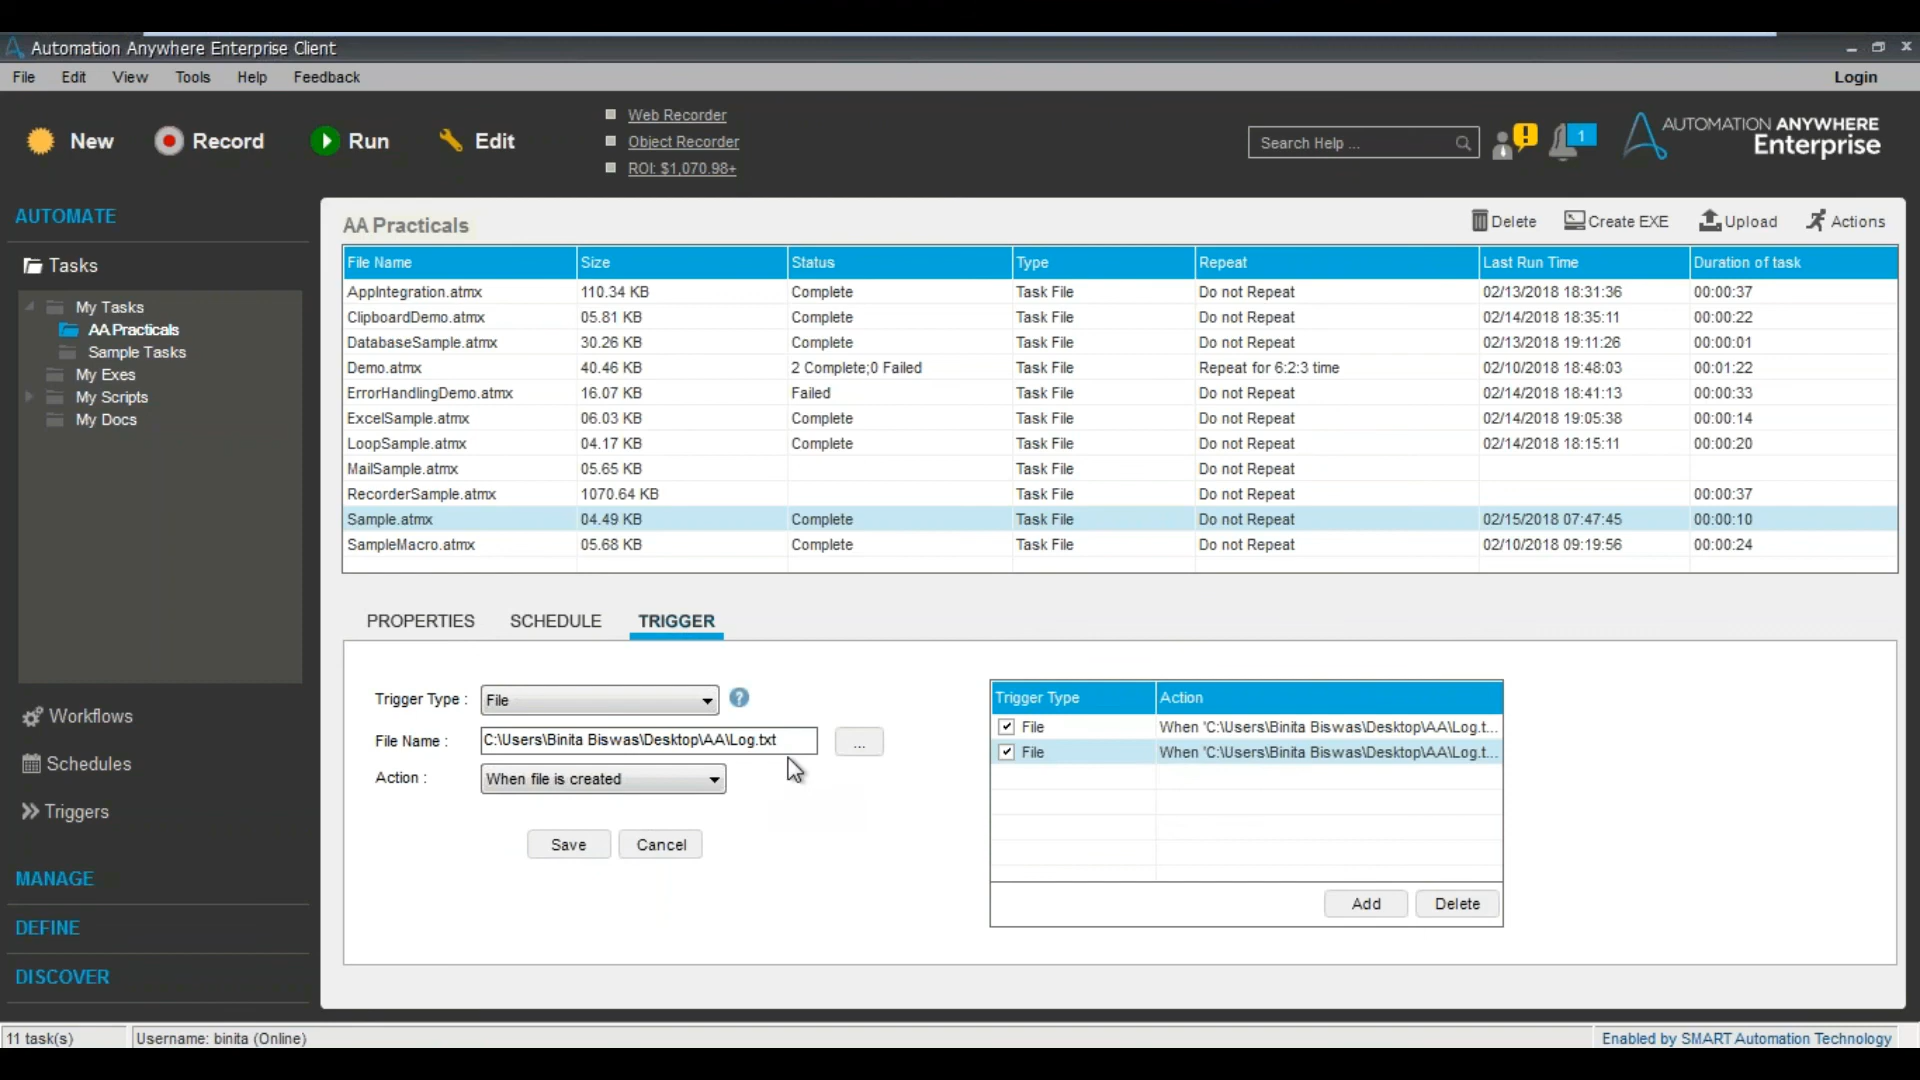 Automation Anywhere Enterprise Client
File Edit View Tools Help Feedback Login
New Record Run Edit
Web Recorder
Object Recorder
ROI: $1,070.98+
Search Help ...
1
AUTOMATION ANYWHERE
Enterprise
AUTOMATE
Tasks
My Tasks
AA Practicals
Sample Tasks
My Exes
My Scripts
My Docs
Workflows
Schedules
Triggers
MANAGE
DEFINE
DISCOVER
AA Practicals
Delete Create EXE Upload Actions
File Name Size Status Type Repeat Last Run Time Duration of task
AppIntegration.atmx 110.34 KB Complete Task File Do not Repeat 02/13/2018 18:31:36 00:00:37
ClipboardDemo.atmx 05.81 KB Complete Task File Do not Repeat 02/14/2018 18:35:11 00:00:22
DatabaseSample.atmx 30.26 KB Complete Task File Do not Repeat 02/13/2018 19:11:26 00:00:01
Demo.atmx 40.46 KB 2 Complete;0 Failed Task File Repeat for 6:2:3 time 02/10/2018 18:48:03 00:01:22
ErrorHandlingDemo.atmx 16.07 KB Failed Task File Do not Repeat 02/14/2018 18:41:13 00:00:33
ExcelSample.atmx 06.03 KB Complete Task File Do not Repeat 02/14/2018 19:05:38 00:00:14
LoopSample.atmx 04.17 KB Complete Task File Do not Repeat 02/14/2018 18:15:11 00:00:20
MailSample.atmx 05.65 KB Task File Do not Repeat
RecorderSample.atmx 1070.64 KB Task File Do not Repeat 00:00:37
Sample.atmx 04.49 KB Complete Task File Do not Repeat 02/15/2018 07:47:45 00:00:10
SampleMacro.atmx 05.68 KB Complete Task File Do not Repeat 02/10/2018 09:19:56 00:00:24
PROPERTIES SCHEDULE TRIGGER
Trigger Type : File ?
File Name : C:\Users\Binita Biswas\Desktop\AA\Log.txt ...
Action : When file is created
Save Cancel
Trigger Type Action
File When 'C:\Users\Binita Biswas\Desktop\AA\Log.t...
File When 'C:\Users\Binita Biswas\Desktop\AA\Log.t...
Add Delete
11 task(s) Username: binita (Online) Enabled by SMART Automation Technology